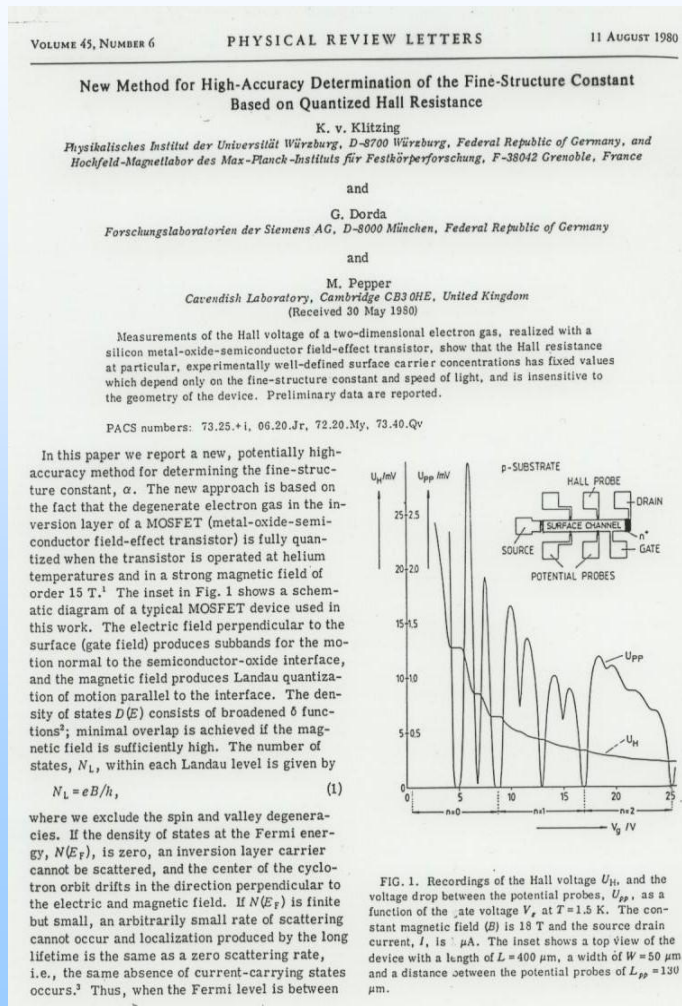 VOLUME 45, NUMBER 6 PHYSICAL REVIEW LETTERS 11 AUGUST 1980
New Method for High-Accuracy Determination of the Fine-Structure Constant
Based on Quantized Hall Resistance
K. v. Klitzing
Physikalisches Institut der Universität Würzburg, D-8700 Würzburg, Federal Republic of Germany, and
Hochfeld-Magnetlabor des Max-Planck-Instituts für Festkörperforschung, F-38042 Grenoble, France
and
G. Dorda
Forschungslaboratorien der Siemens AG, D-8000 München, Federal Republic of Germany
and
M. Pepper
Cavendish Laboratory, Cambridge CB3 0HE, United Kingdom
(Received 30 May 1980)
Measurements of the Hall voltage of a two-dimensional electron gas, realized with a
silicon metal-oxide-semiconductor field-effect transistor, show that the Hall resistance
at particular, experimentally well-defined surface carrier concentrations has fixed values
which depend only on the fine-structure constant and speed of light, and is insensitive to
the geometry of the device. Preliminary data are reported.
PACS numbers: 73.25.+i, 06.20.Jr, 72.20.My, 73.40.Qv
In this paper we report a new, potentially high-
accuracy method for determining the fine-struc-
ture constant, α. The new approach is based on
the fact that the degenerate electron gas in the in-
version layer of a MOSFET (metal-oxide-semi-
conductor field-effect transistor) is fully quan-
tized when the transistor is operated at helium
temperatures and in a strong magnetic field of
order 15 T.¹ The inset in Fig. 1 shows a schem-
atic diagram of a typical MOSFET device used in
this work. The electric field perpendicular to the
surface (gate field) produces subbands for the mo-
tion normal to the semiconductor-oxide interface,
and the magnetic field produces Landau quantiza-
tion of motion parallel to the interface. The den-
sity of states D(E) consists of broadened δ func-
tions²; minimal overlap is achieved if the mag-
netic field is sufficiently high. The number of
states, N_L, within each Landau level is given by
N_L = eB/h, (1)
where we exclude the spin and valley degenera-
cies. If the density of states at the Fermi ener-
gy, N(E_F), is zero, an inversion layer carrier
cannot be scattered, and the center of the cyclo-
tron orbit drifts in the direction perpendicular to
the electric and magnetic field. If N(E_F) is finite
but small, an arbitrarily small rate of scattering
cannot occur and localization produced by the long
lifetime is the same as a zero scattering rate,
i.e., the same absence of current-carrying states
occurs.³ Thus, when the Fermi level is between
U_H/mV U_PP/mV
p-SUBSTRATE
HALL PROBE
DRAIN
SURFACE CHANNEL
n⁺
SOURCE
GATE
POTENTIAL PROBES
25 2.5
20 2.0
15 1.5
10 1.0
5 0.5
0 0
U_PP
U_H
0 5 10 15 20 25
n=0 n=1 n=2
V_g /V
FIG. 1. Recordings of the Hall voltage U_H, and the
voltage drop between the potential probes, U_pp, as a
function of the ate voltage V_g at T = 1.5 K. The con-
stant magnetic field (B) is 18 T and the source drain
current, I, is μA. The inset shows a top view of the
device with a length of L = 400 μm, a width of W = 50 μm
and a distance between the potential probes of L_pp = 130
μm.